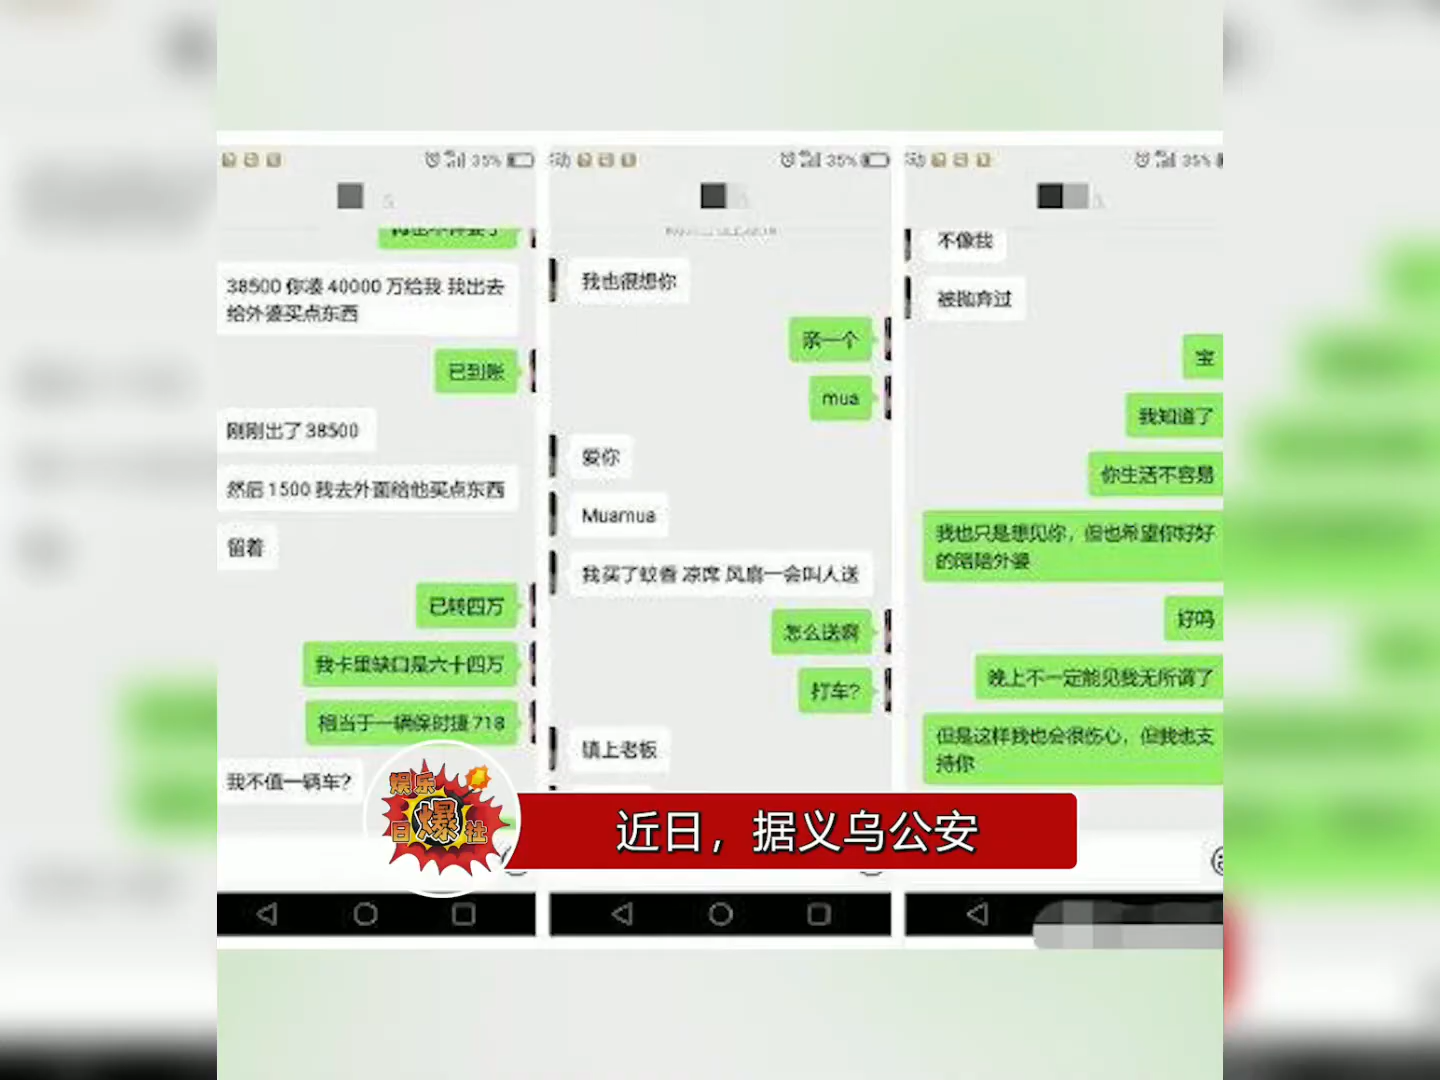 35%
38500 你凑 40000 万给我 我出去
给外婆买点东西
已到账
刚刚出了 38500
然后 1500 我去外面给他买点东西
留着
已转四万
我卡里缺口是六十四万
相当于一辆保时捷 718
我不值一辆车?
35%
我也很想你
亲一个
mua
爱你
Muamua
我买了蚊香 凉席 风扇一会叫人送
怎么送啊
打车?
镇上老板
35%
不像我
被抛弃过
宝
我知道了
你生活不容易
我也只是想见你，但也希望你好好
的陪陪外婆
好吗
晚上不一定能见我无所谓了
但是这样我也会很伤心，但我也支
持你
娱乐
日爆社
近日，据义乌公安